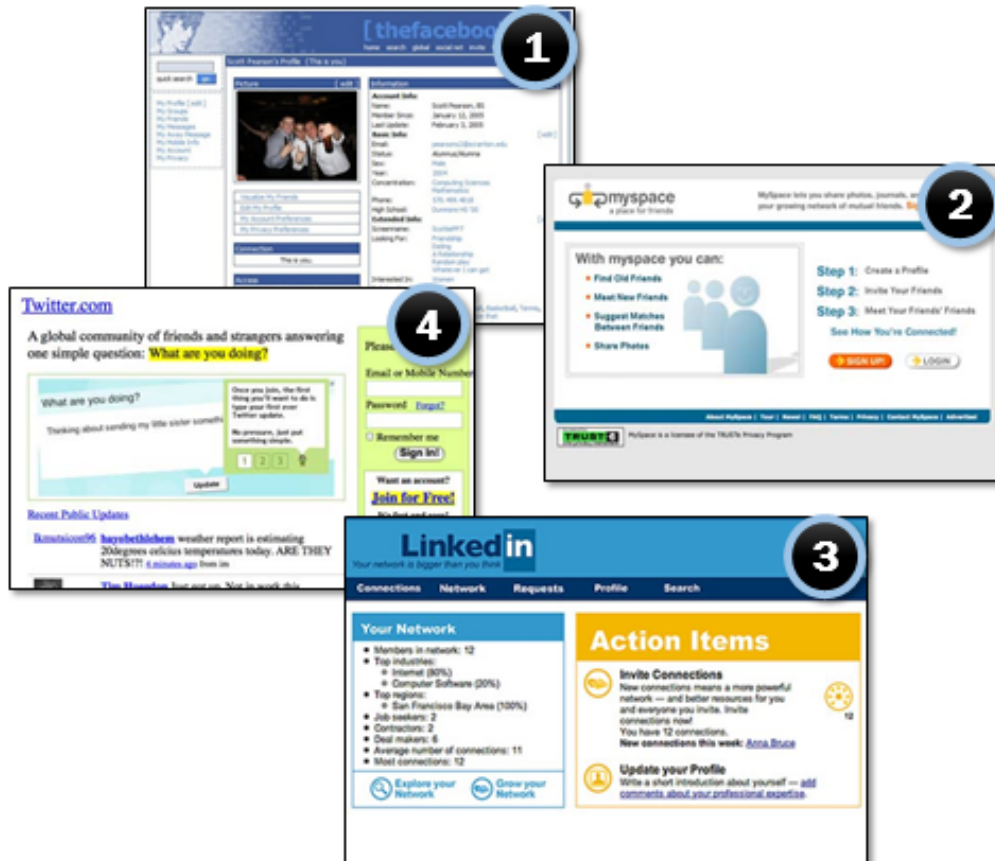 [thefaceboo
home search global social net invite
1
Scott Pearson's Profile (This is you)
quick search go
My Profile [edit]
My Groups
My Friends
My Messages
My Away Message
My Mobile Info
My Account
My Privacy
Picture [ edit ]
Visualize My Friends
Edit My Profile
My Account Preferences
My Privacy Preferences
Connection
This is you.
Access
Information
Account Info:
Name: Scott Pearson, BS
Member Since: January 12, 2005
Last Update: February 3, 2005
Basic Info: [ edit ]
Email:
Status: Alumnus/Alumna
Sex: Male
Year: 2004
Concentration: Computing Sciences
Mathematics
Phone:
High School: Dunmore HS '00
Extended Info:
Screenname:
Looking For: Friendship
Dating
A Relationship
Random play
Whatever I can get
Interested In: Women
myspace
a place for friends
MySpace lets you share photos, journals, an
your growing network of mutual friends.
2
With myspace you can:
Find Old Friends
Meet New Friends
Suggest Matches
Between Friends
Share Photos
Step 1: Create a Profile
Step 2: Invite Your Friends
Step 3: Meet Your Friends' Friends
See How You're Connected!
SIGN UP!
LOGIN
About MySpace | Tour | News! | FAQ | Terms | Privacy | Contact MySpace | Advertise
TRUSTe
MySpace is a licensee of the TRUSTe Privacy Program
Twitter.com
4
A global community of friends and strangers answering
one simple question: What are you doing?
What are you doing?
Thinking about sending my little sister somethi
Once you join, the first
thing you'll want to do is
type your first ever
Twitter update.
No pressure, just put
something simple.
1 2 3
Update
Recent Public Updates
hayobethlehem weather report is estimating
20degrees celcius temperatures today. ARE THEY
NUTS!?! 4 minutes ago from im
Just got up. Not in work this
Pleas
Email or Mobile Number
Password Forgot?
Remember me
Sign In!
Want an account?
Join for Free!
Linkedin
Your network is bigger than you think
3
Connections Network Requests Profile Search
Your Network
Members in network: 12
Top industries:
Internet (80%)
Computer Software (20%)
Top regions:
San Francisco Bay Area (100%)
Job seekers: 2
Contractors: 2
Deal makers: 6
Average number of connections: 11
Most connections: 12
Explore your
Network
Grow your
Network
Action Items
Invite Connections
New connections means a more powerful
network — and better resources for you
and everyone you invite. Invite
connections now!
You have 12 connections.
New connections this week: Anna Bruce
12
Update your Profile
Write a short introduction about yourself — add
comments about your professional expertise.